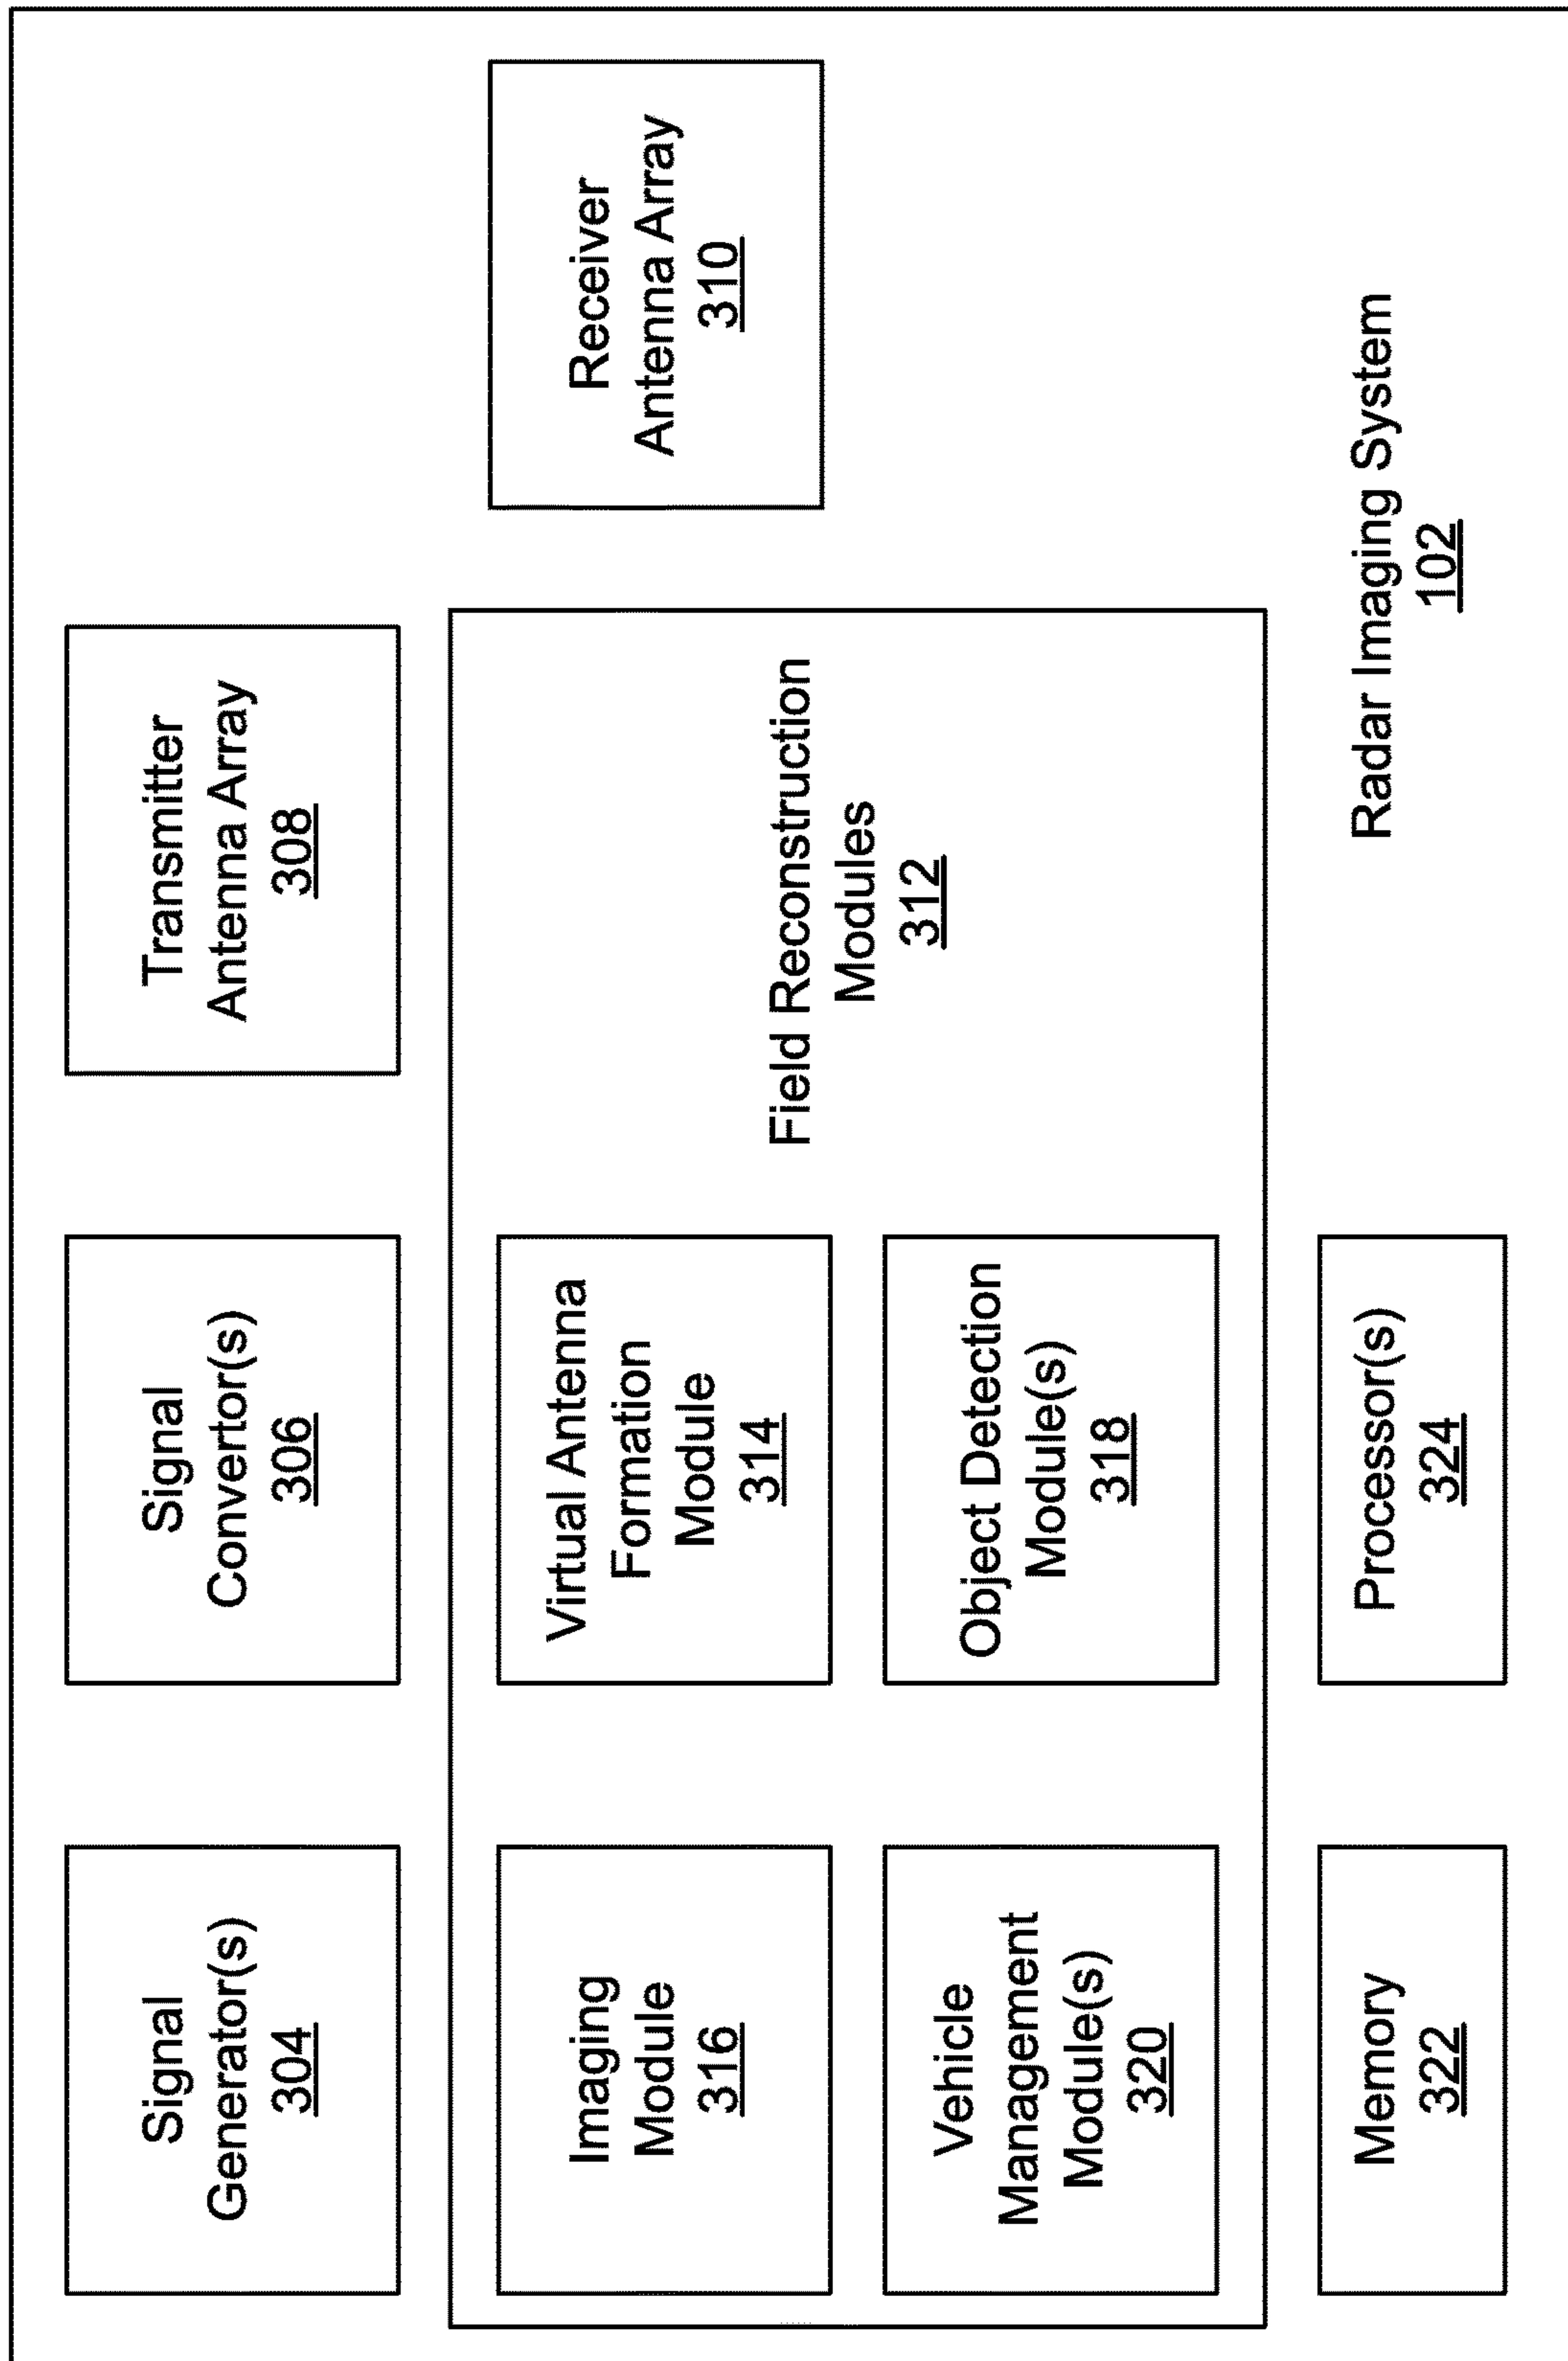 Signal
Generator(s)
304
Signal
Convertor(s)
306
Transmitter
Antenna Array
308
Imaging
Module
316
Virtual Antenna
Formation
Module
314
Receiver
Antenna Array
310
Field Reconstruction
Modules
312
Vehicle
Management
Module(s)
320
Object Detection
Module(s)
318
Memory
322
Processor(s)
324
Radar Imaging System
102